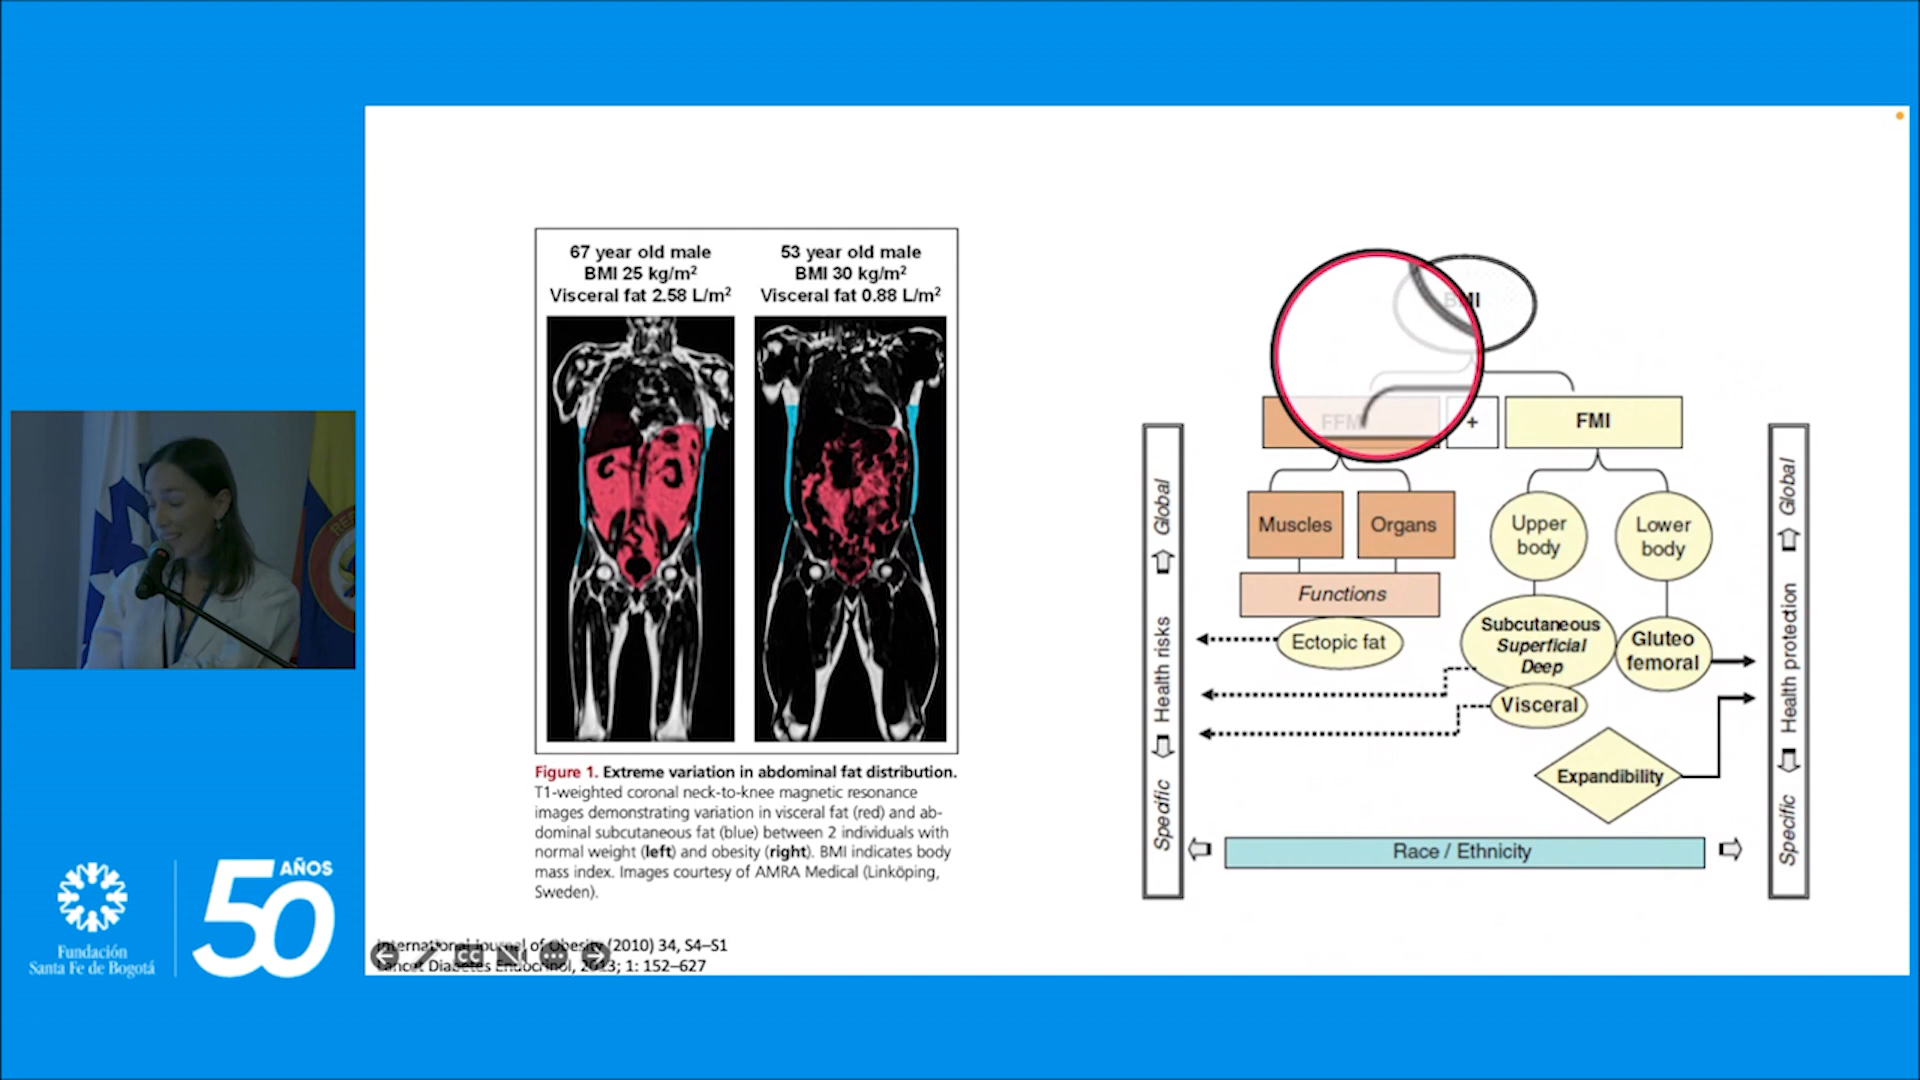 67 year old male
BMI 25 kg/m²
Visceral fat 2.58 L/m²
53 year old male
BMI 30 kg/m²
Visceral fat 0.88 L/m²
Figure 1. Extreme variation in abdominal fat distribution.
T1-weighted coronal neck-to-knee magnetic resonance
images demonstrating variation in visceral fat (red) and ab-
dominal subcutaneous fat (blue) between 2 individuals with
normal weight (left) and obesity (right). BMI indicates body
mass index. Images courtesy of AMRA Medical (Linköping,
Sweden).
International Journal of Obesity (2010) 34, S4–S1
Lancet Diabetes Endocrinol, 2013; 1: 152–627
BMI
FFM
+
FMI
Muscles
Organs
Functions
Ectopic fat
Upper
body
Lower
body
Subcutaneous
Superficial
Deep
Gluteo
femoral
Visceral
Expandibility
Race / Ethnicity
Global
Health risks
Specific
Global
Health protection
Specific
Fundación
Santa Fe de Bogotá
50 AÑOS
CC